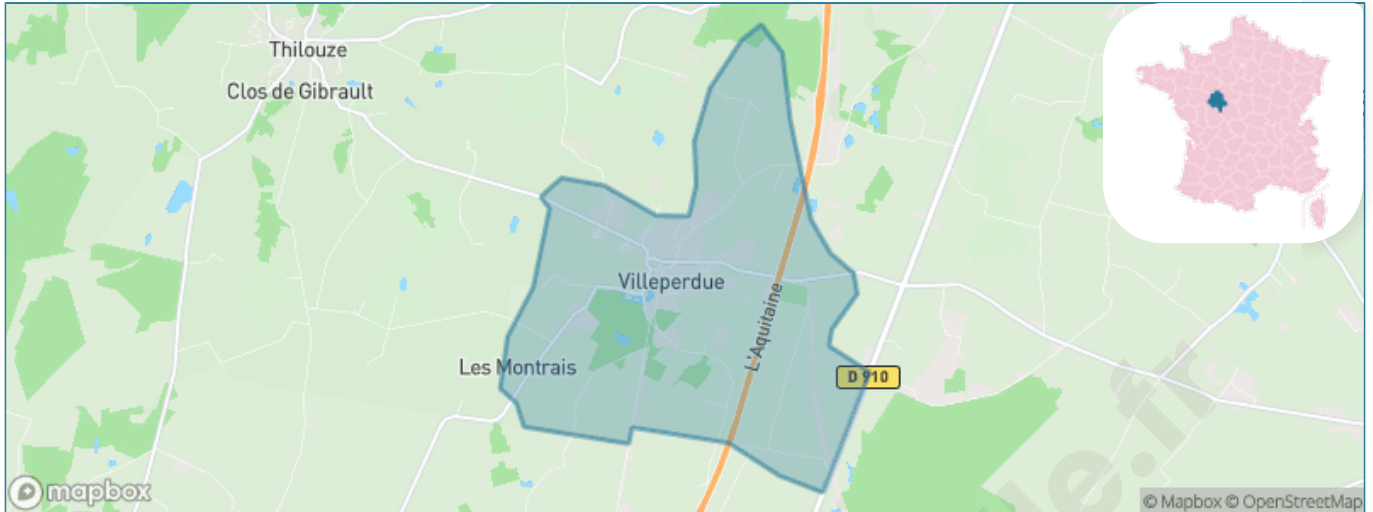 Thilouze
Clos de Gibrault
Villeperdue
L'Aquitaine
Les Montrais
D 910
mapbox
© Mapbox © OpenStreetMap